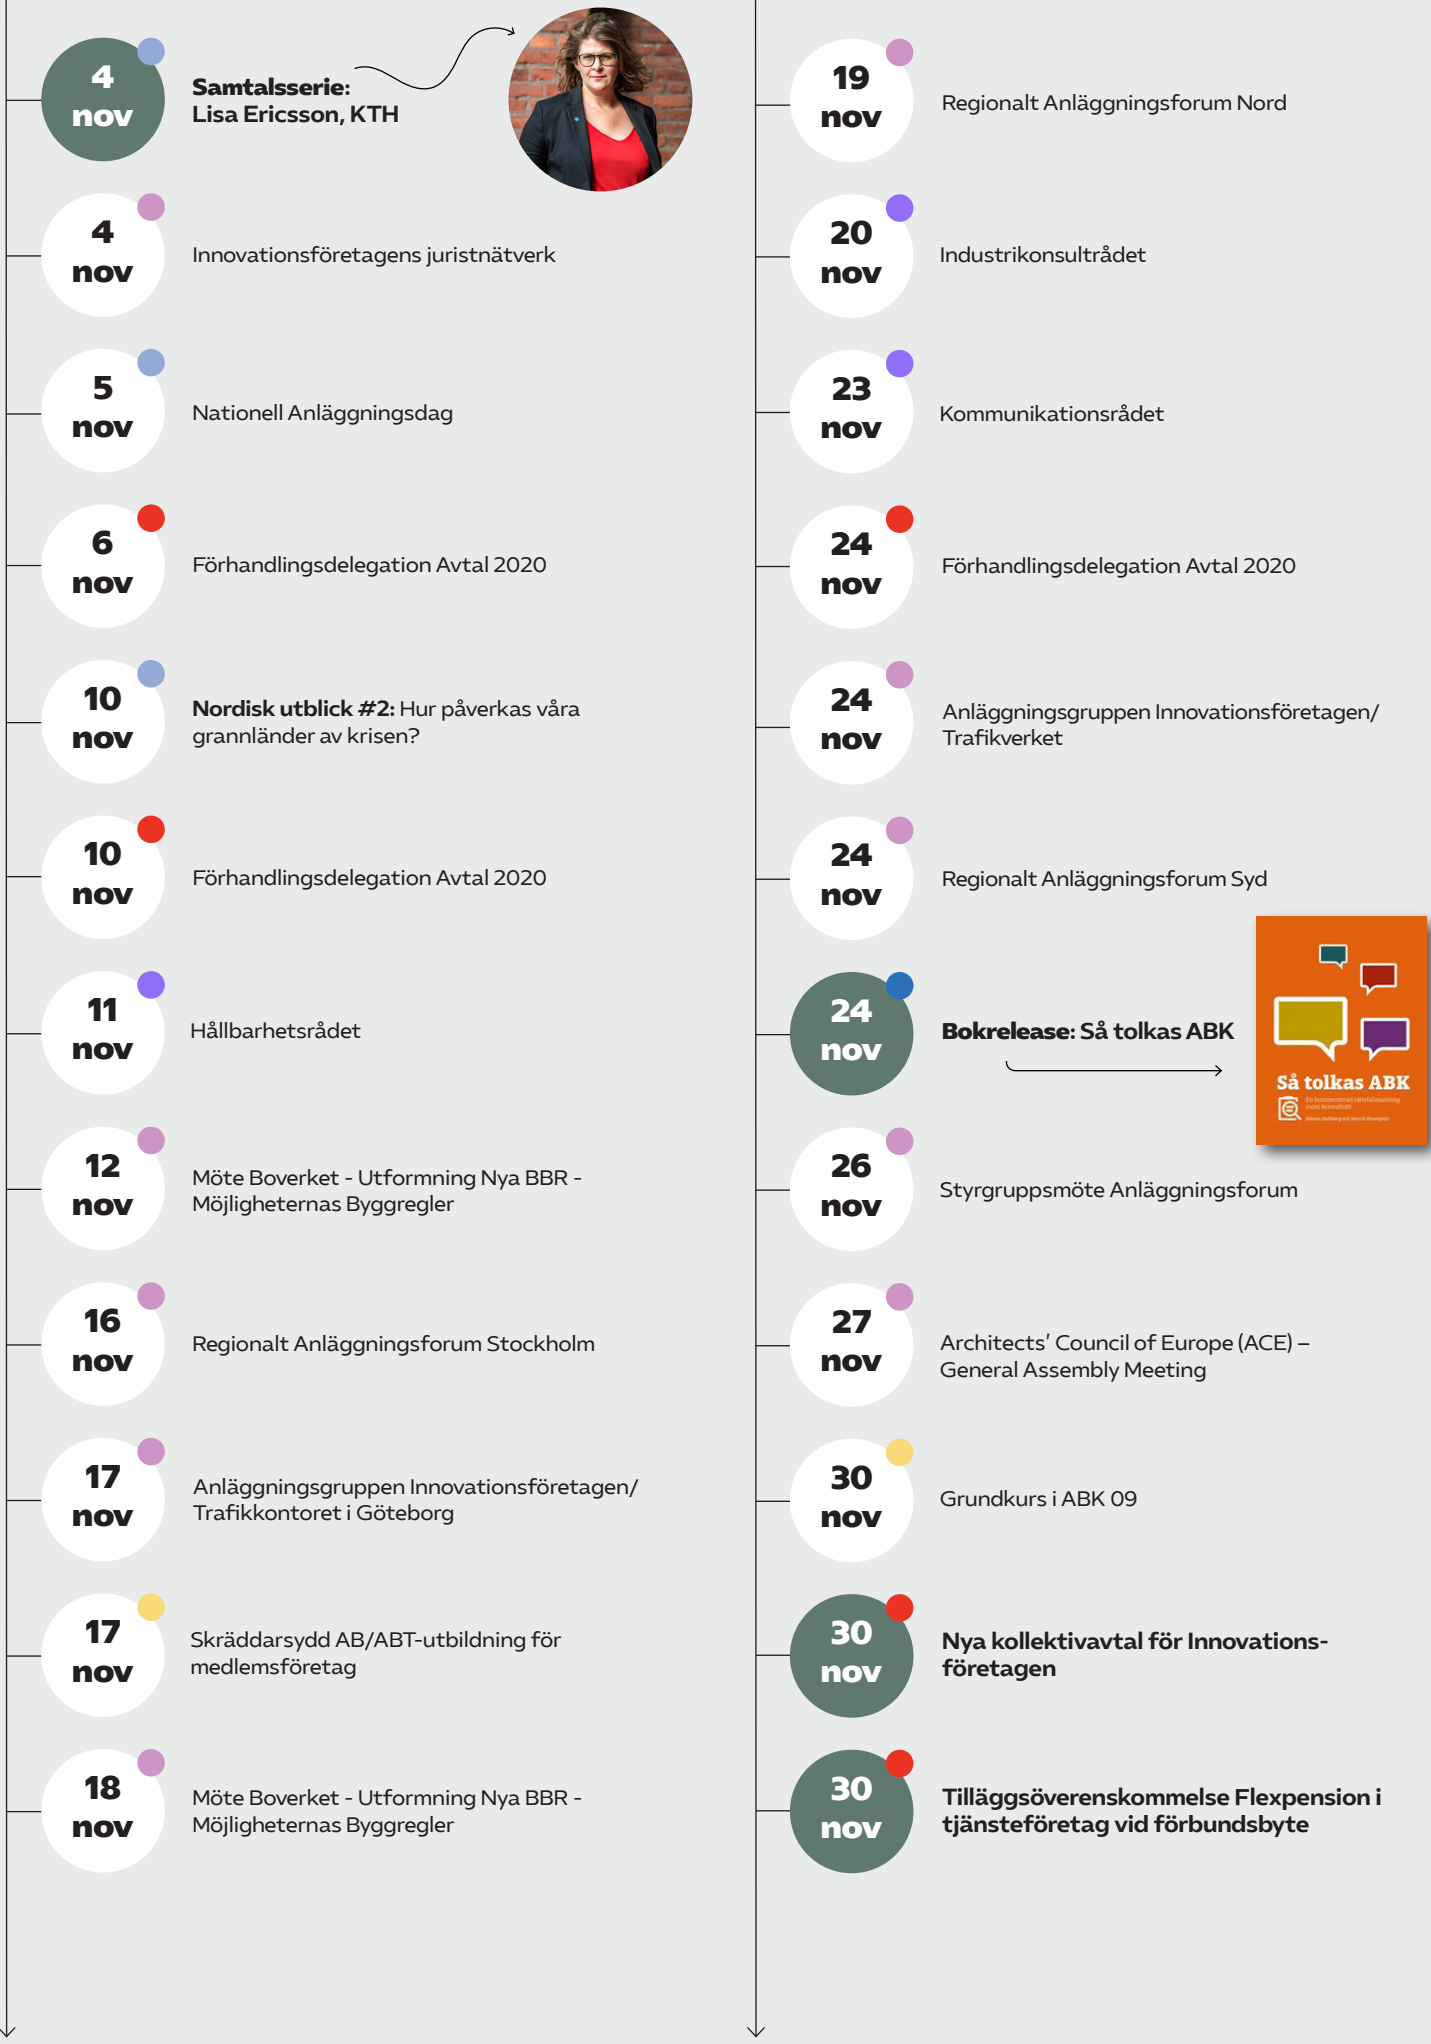 4
nov
Samtalsserie:
Lisa Ericsson, KTH
4
nov
Innovationsföretagens juristnätverk
5
nov
Nationell Anläggningsdag
6
nov
Förhandlingsdelegation Avtal 2020
10
nov
Nordisk utblick #2: Hur påverkas våra
grannländer av krisen?
10
nov
Förhandlingsdelegation Avtal 2020
11
nov
Hållbarhetsrådet
12
nov
Möte Boverket - Utformning Nya BBR -
Möjligheternas Byggregler
16
nov
Regionalt Anläggningsforum Stockholm
17
nov
Anläggningsgruppen Innovationsföretagen/
Trafikkontoret i Göteborg
17
nov
Skräddarsydd AB/ABT-utbildning för
medlemsföretag
18
nov
Möte Boverket - Utformning Nya BBR -
Möjligheternas Byggregler
19
nov
Regionalt Anläggningsforum Nord
20
nov
Industrikonsultrådet
23
nov
Kommunikationsrådet
24
nov
Förhandlingsdelegation Avtal 2020
24
nov
Anläggningsgruppen Innovationsföretagen/
Trafikverket
24
nov
Regionalt Anläggningsforum Syd
24
nov
Bokrelease: Så tolkas ABK
Så tolkas ABK
En kommenterad rättsfallssamling
inom konsulträtt
26
nov
Styrgruppsmöte Anläggningsforum
27
nov
Architects' Council of Europe (ACE) –
General Assembly Meeting
30
nov
Grundkurs i ABK 09
30
nov
Nya kollektivavtal för Innovations-
företagen
30
nov
Tilläggsöverenskommelse Flexpension i
tjänsteföretag vid förbundsbyte